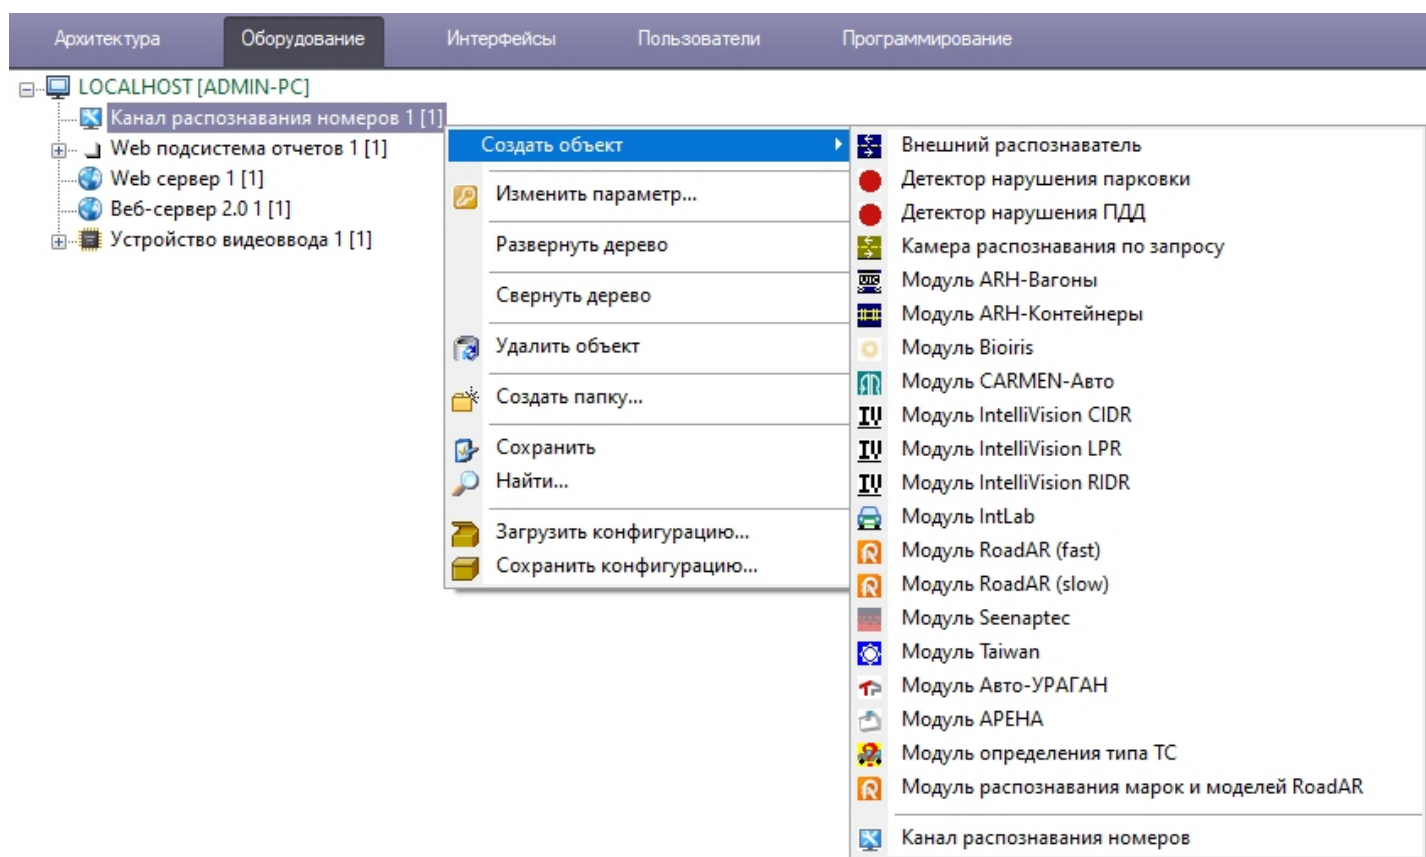 Архитектура Оборудование Интерфейсы Пользователи Программирование
LOCALHOST [ADMIN-PC]
Канал распознавания номеров 1 [1]
Web подсистема отчетов 1 [1]
Web сервер 1 [1]
Веб-сервер 2.0 1 [1]
Устройство видеоввода 1 [1]
Создать объект
Изменить параметр...
Развернуть дерево
Свернуть дерево
Удалить объект
Создать папку...
Сохранить
Найти...
Загрузить конфигурацию...
Сохранить конфигурацию...
Внешний распознаватель
Детектор нарушения парковки
Детектор нарушения ПДД
Камера распознавания по запросу
Модуль ARH-Вагоны
Модуль ARH-Контейнеры
Модуль Bioiris
Модуль CARMEN-Авто
Модуль IntelliVision CIDR
Модуль IntelliVision LPR
Модуль IntelliVision RIDR
Модуль IntLab
Модуль RoadAR (fast)
Модуль RoadAR (slow)
Модуль Seenaptec
Модуль Taiwan
Модуль Авто-УРАГАН
Модуль АРЕНА
Модуль определения типа ТС
Модуль распознавания марок и моделей RoadAR
Канал распознавания номеров